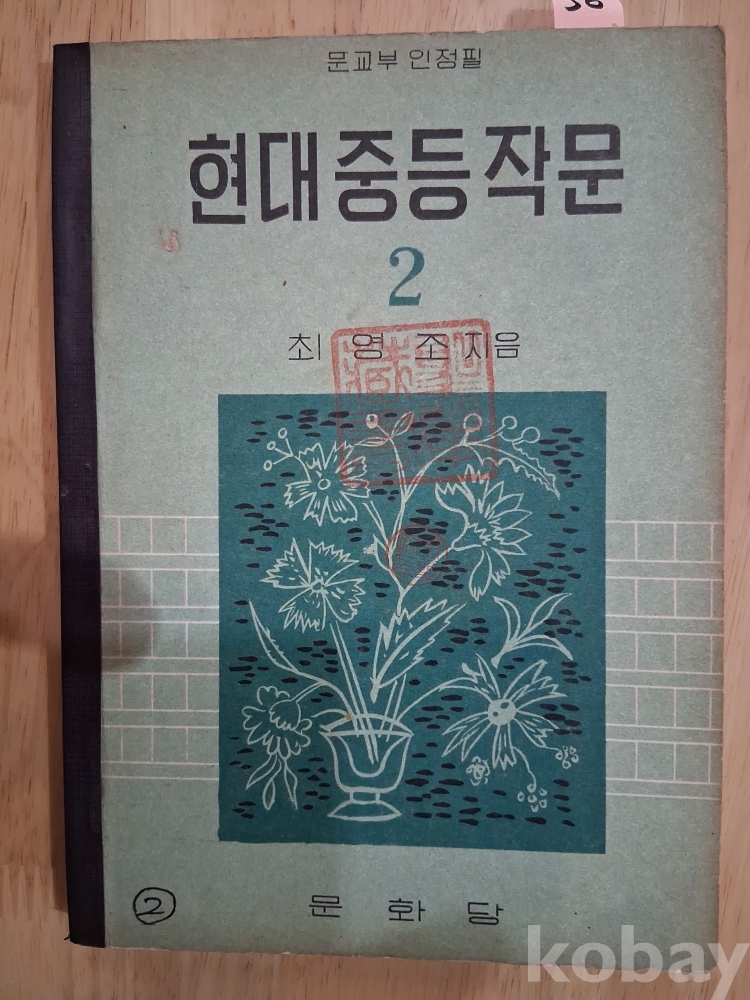 36
문교부 인정필
현대 중등 작문
2
최 영 조 지음
2
문 화 당
kobay